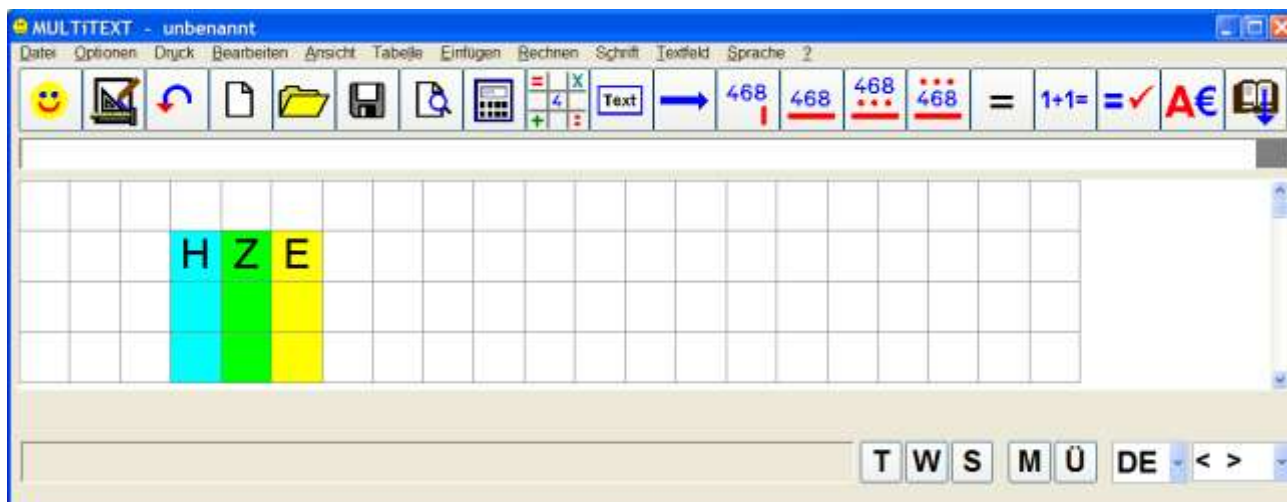 MULTiTEXT - unbenannt
Datei Optionen Druck Bearbeiten Ansicht Tabelle Einfügen Rechnen Schrift Textfeld Sprache ?
= X 4 + : Text 468 468 468 468 = 1+1= =✓ A€
H Z E
T W S M Ü DE < >